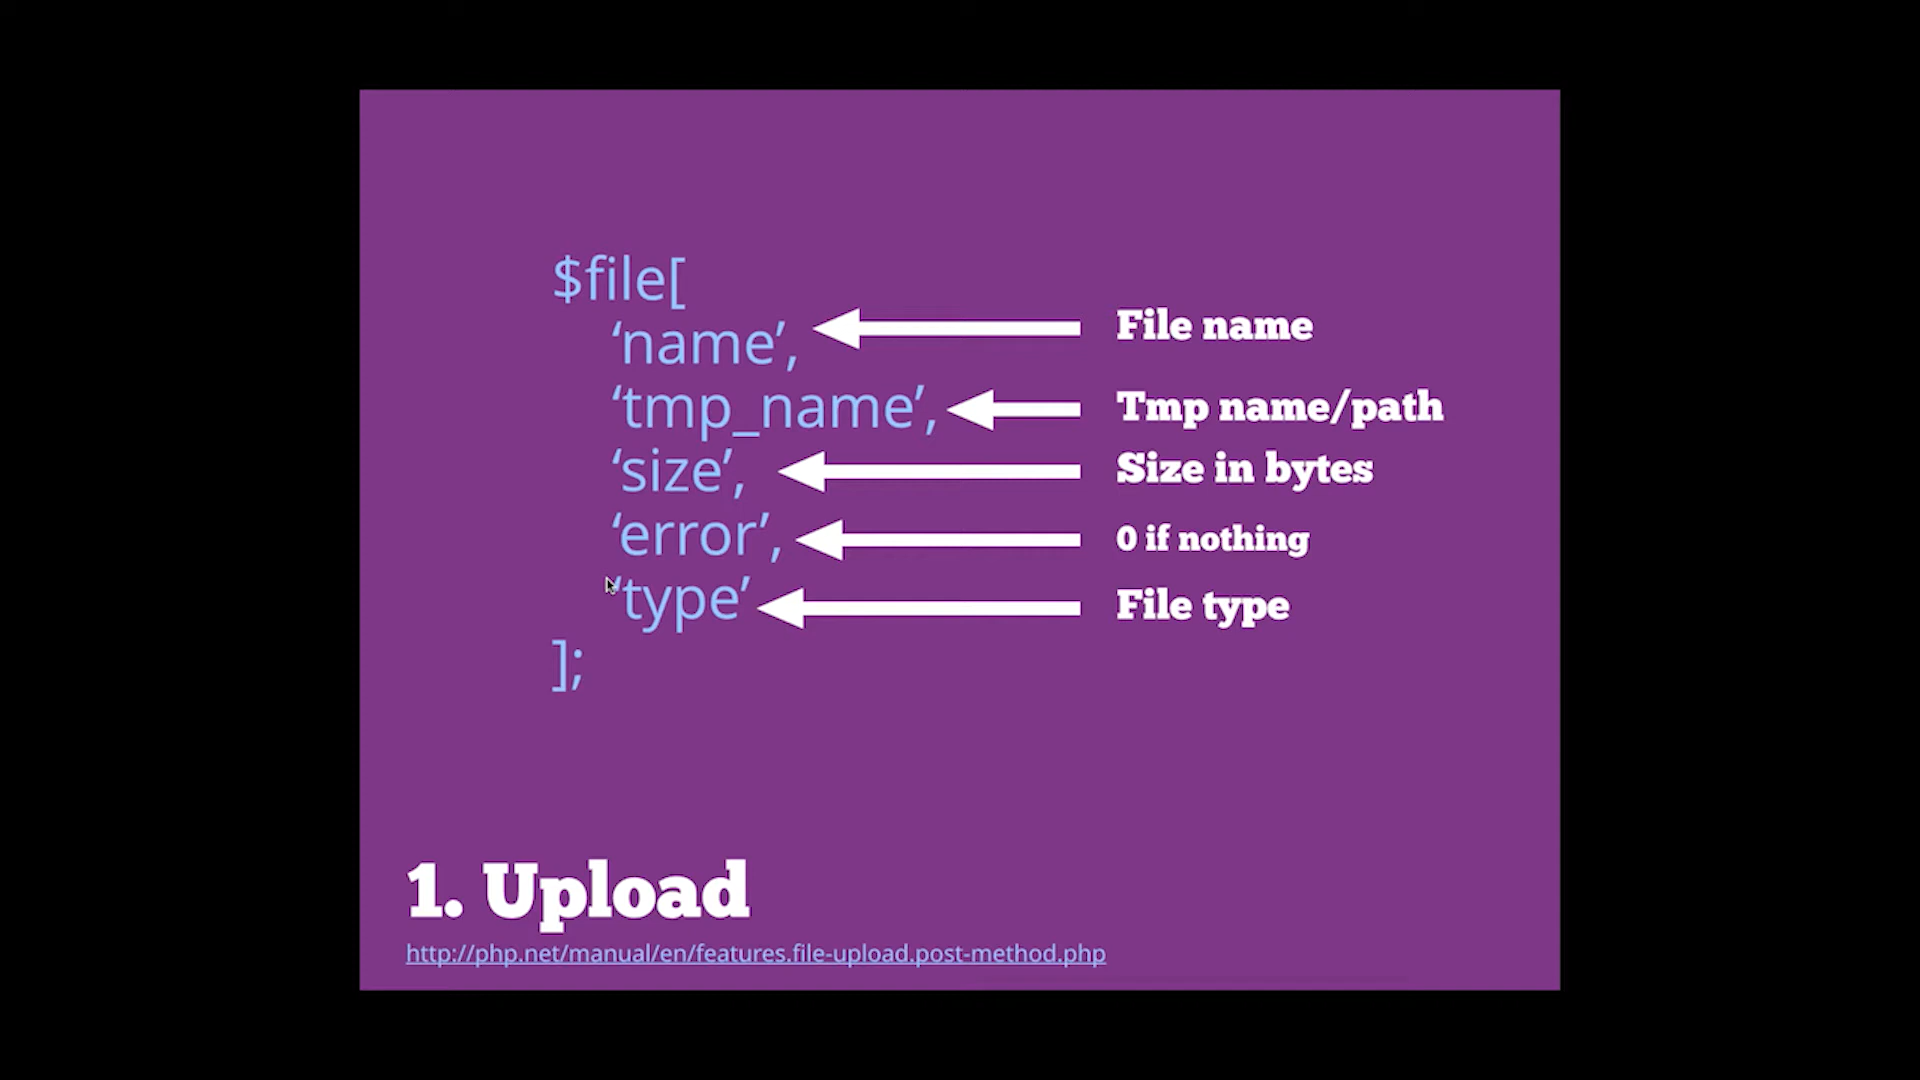 $file[
‘name’,
File name
‘tmp_name’,
Tmp name/path
‘size’,
Size in bytes
‘error’,
0 if nothing
‘type’
File type
];
1. Upload
http://php.net/manual/en/features.file-upload.post-method.php